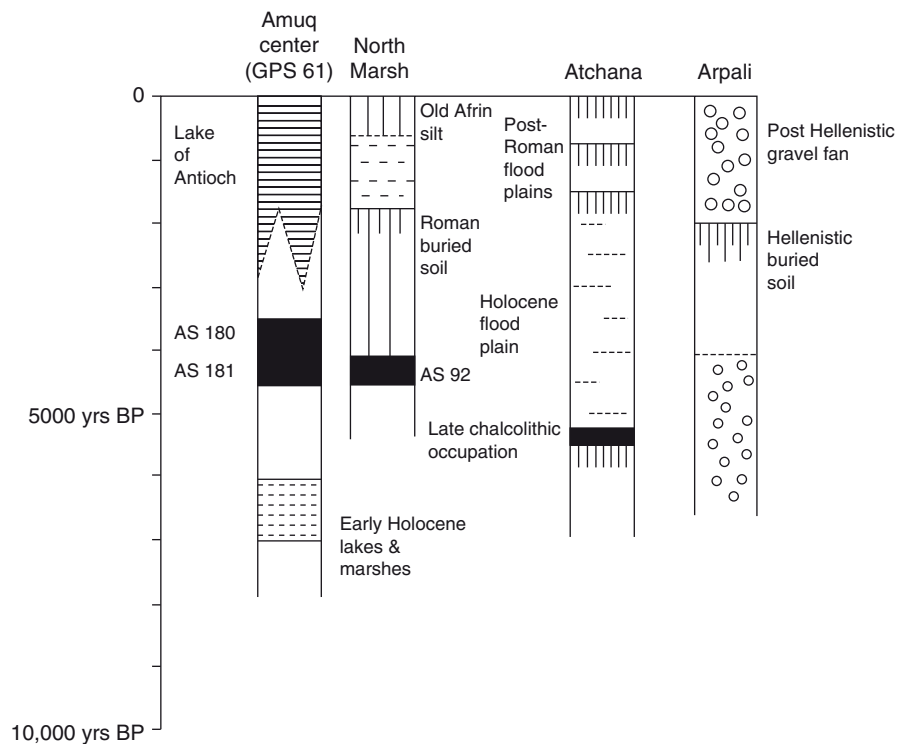 Amuq
center
(GPS 61)
North
Marsh
Atchana
Arpali
0
Lake
of
Antioch
Old Afrin
silt
Post-
Roman
flood
plains
Post Hellenistic
gravel fan
Roman
buried
soil
Hellenistic
buried
soil
Holocene
flood
plain
AS 180
AS 181
AS 92
5000 yrs BP
Late chalcolithic
occupation
Early Holocene
lakes &
marshes
10,000 yrs BP